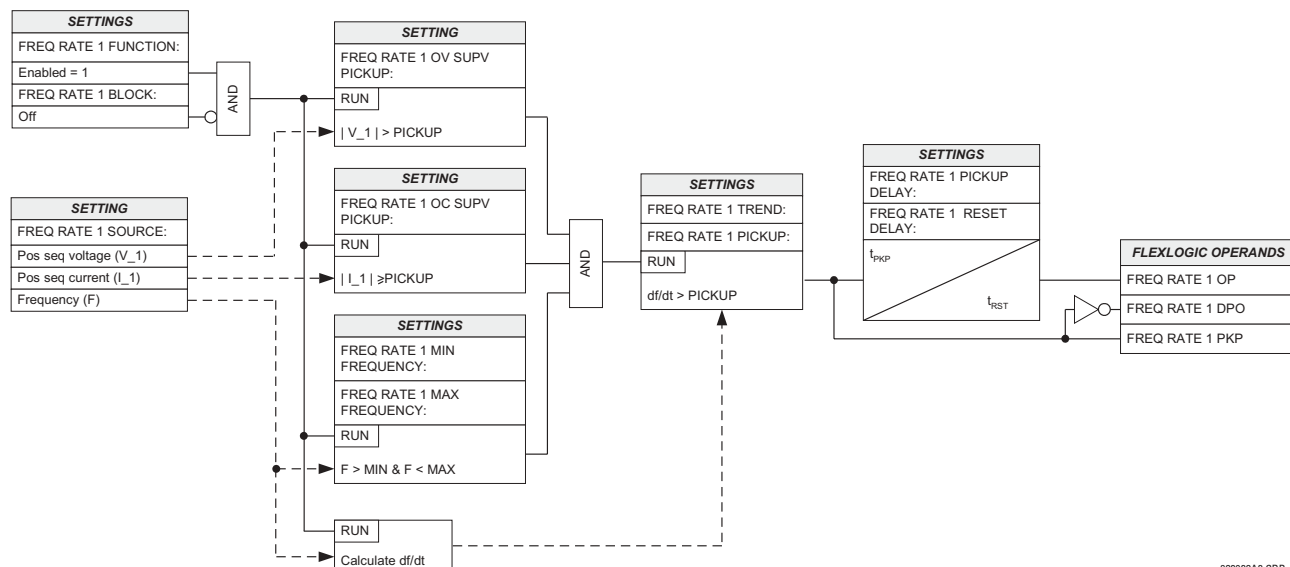 SETTINGS
FREQ RATE 1 FUNCTION:
Enabled = 1
FREQ RATE 1 BLOCK:
Off
AND
SETTING
FREQ RATE 1 SOURCE:
Pos seq voltage (V_1)
Pos seq current (I_1)
Frequency (F)
SETTING
FREQ RATE 1 OV SUPV
PICKUP:
RUN
| V_1 | > PICKUP
SETTING
FREQ RATE 1 OC SUPV
PICKUP:
RUN
| I_1 | ⩾PICKUP
SETTINGS
FREQ RATE 1 MIN
FREQUENCY:
FREQ RATE 1 MAX
FREQUENCY:
RUN
F > MIN & F < MAX
RUN
Calculate df/dt
AND
SETTINGS
FREQ RATE 1 TREND:
FREQ RATE 1 PICKUP:
RUN
df/dt > PICKUP
SETTINGS
FREQ RATE 1 PICKUP
DELAY:
FREQ RATE 1 RESET
DELAY:
tPKP
tRST
FLEXLOGIC OPERANDS
FREQ RATE 1 OP
FREQ RATE 1 DPO
FREQ RATE 1 PKP